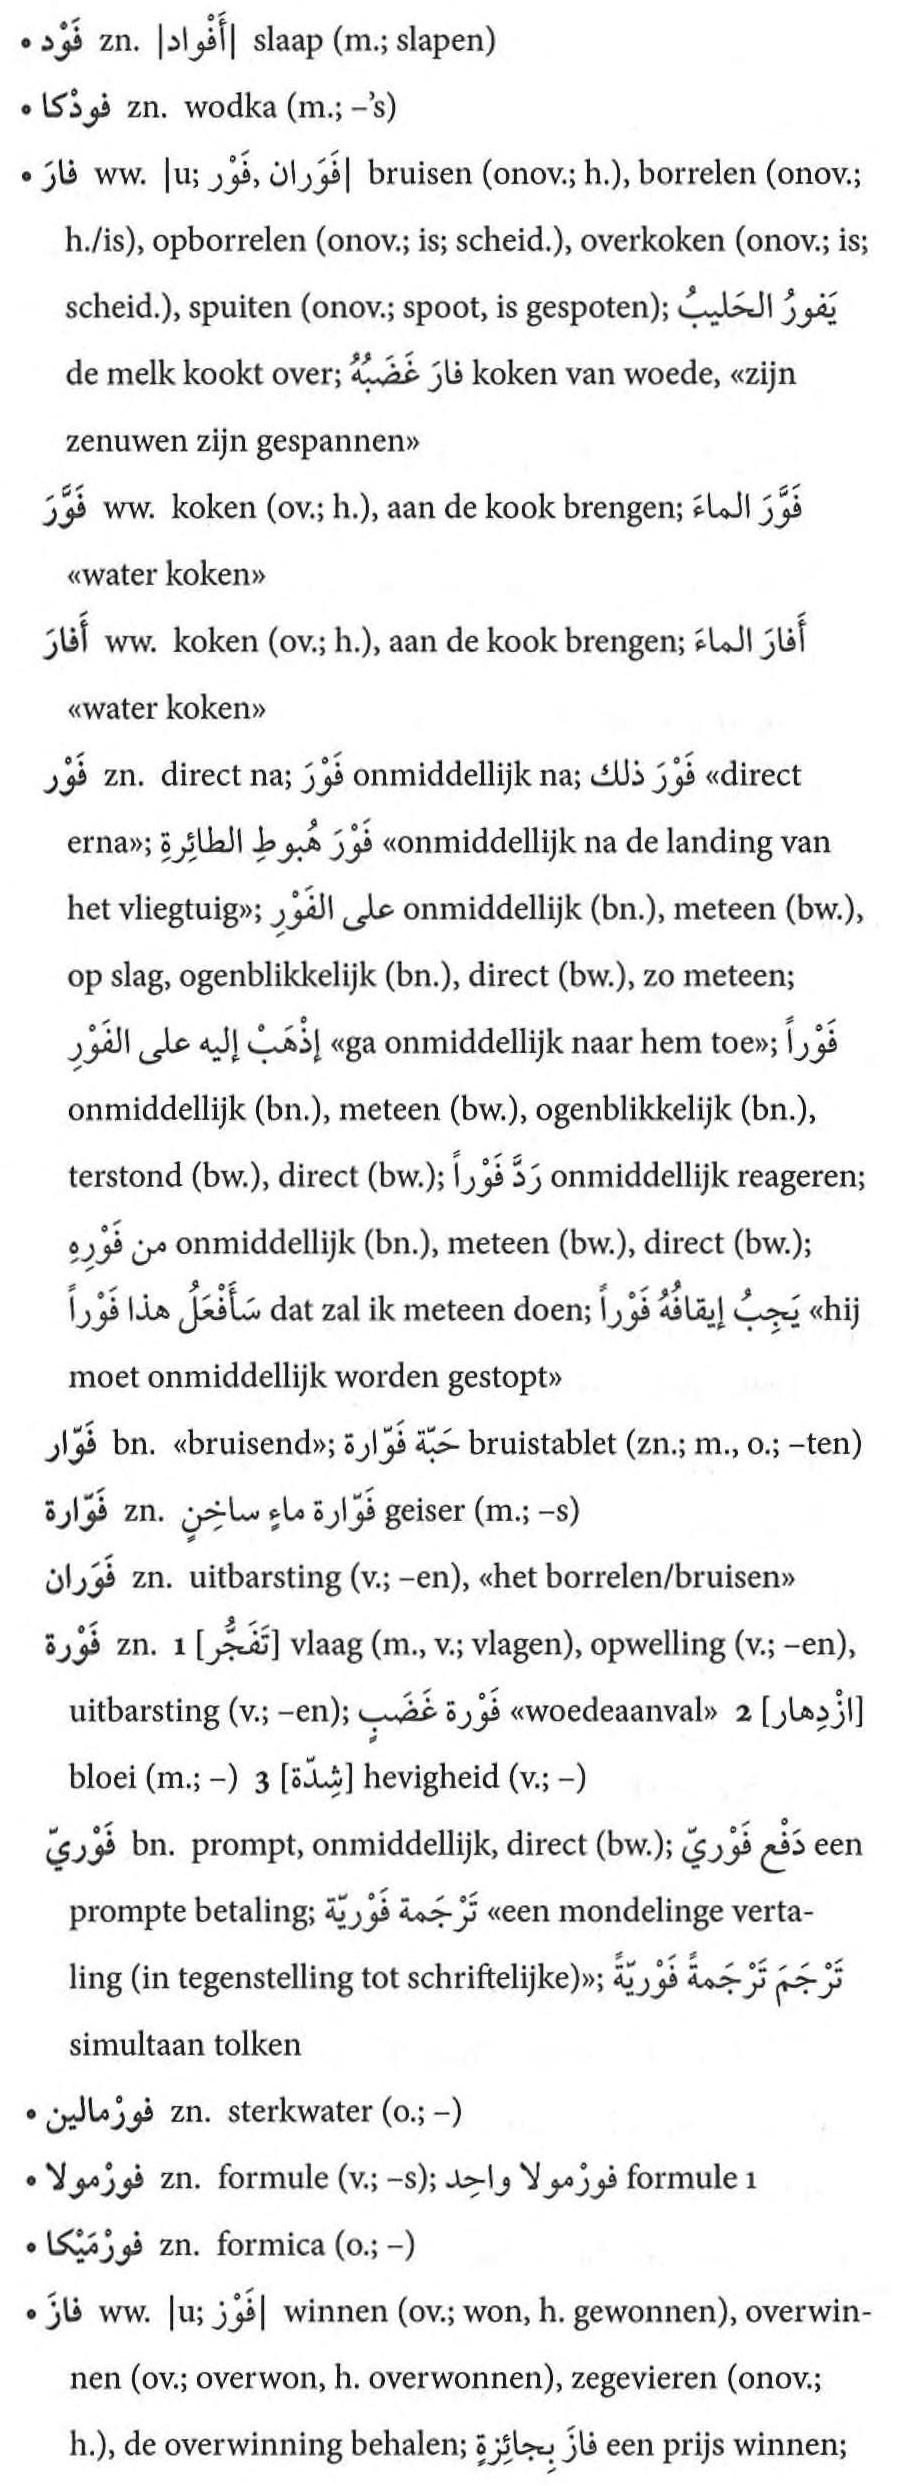 • فَوْد zn. |أَفْواد| slaap (m.; slapen)
• فودْكا zn. wodka (m.; –’s)
• فارَ ww. |u; فَوَران ,فَوْر| bruisen (onov.; h.), borrelen (onov.;
h./is), opborrelen (onov.; is; scheid.), overkoken (onov.; is;
scheid.), spuiten (onov.; spoot, is gespoten); يَفورُ الحَليبُ
de melk kookt over; فارَ غَضَبُهُ koken van woede, «zijn
zenuwen zijn gespannen»
فَوَّرَ ww. koken (ov.; h.), aan de kook brengen; فَوَّرَ الماءَ
«water koken»
أَفارَ ww. koken (ov.; h.), aan de kook brengen; أَفارَ الماءَ
«water koken»
فَوْر zn. direct na; فَوْرَ onmiddellijk na; فَوْرَ ذلك «direct
erna»; فَوْرَ هُبوطِ الطائِرةِ «onmiddellijk na de landing van
het vliegtuig»; على الفَوْرِ onmiddellijk (bn.), meteen (bw.),
op slag, ogenblikkelijk (bn.), direct (bw.), zo meteen;
إذْهَبْ إليه على الفَوْرِ «ga onmiddellijk naar hem toe»; فَوْراً
onmiddellijk (bn.), meteen (bw.), ogenblikkelijk (bn.),
terstond (bw.), direct (bw.); رَدَّ فَوْراً onmiddellijk reageren;
من فَوْرِهِ onmiddellijk (bn.), meteen (bw.), direct (bw.);
سَأَفْعَلُ هذا فَوْراً dat zal ik meteen doen; يَجِبُ إيقافُهُ فَوْراً «hij
moet onmiddellijk worden gestopt»
فَوّار bn. «bruisend»; حَبّة فَوّارة bruistablet (zn.; m., o.; –ten)
فَوّارة zn. فَوّارة ماءٍ ساخِنٍ geiser (m.; –s)
فَوَران zn. uitbarsting (v.; –en), «het borrelen/bruisen»
فَوْرة zn. 1 [تَفَجُّر] vlaag (m., v.; vlagen), opwelling (v.; –en),
uitbarsting (v.; –en); فَوْرة غَضَبٍ «woedeaanval» 2 [ازْدِهار]
bloei (m.; –) 3 [شِدّة] hevigheid (v.; –)
فَوْريّ bn. prompt, onmiddellijk, direct (bw.); دَفْع فَوْريّ een
prompte betaling; تَرْجَمة فَوْريّة «een mondelinge verta-
ling (in tegenstelling tot schriftelijke)»; تَرْجَمَ تَرْجَمةً فَوْريّةً
simultaan tolken
• فورْمالين zn. sterkwater (o.; –)
• فورْمولا zn. formule (v.; –s); فورْمولا واحِد formule 1
• فورْمَيْكا zn. formica (o.; –)
• فازَ ww. |u; فَوْز| winnen (ov.; won, h. gewonnen), overwin-
nen (ov.; overwon, h. overwonnen), zegevieren (onov.;
h.), de overwinning behalen; فازَ بِجائِزةٍ een prijs winnen;